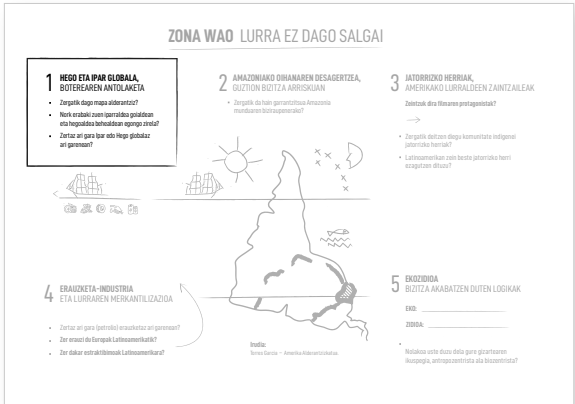 ZONA WAO LURRA EZ DAGO SALGAI
1 HEGO ETA IPAR GLOBALA,
BOTEREAREN ANTOLAKETA
• Zergatik dago mapa alderantziz?
• Nork erabaki zuen iparraldea goialdean
eta hegoaldea behealdean egongo zirela?
• Zertaz ari gara Ipar edo Hego globalaz
ari garenean?
2 AMAZONIAKO OIHANAREN DESAGERTZEA,
GUZTION BIZITZA ARRISKUAN
• Zergatik da hain garrantzitsua Amazonia
munduaren biziraupenerako?
3 JATORRIZKO HERRIAK,
AMERIKAKO LURRALDEEN ZAINTZAILEAK
Zeintzuk dira filmaren protagonistak?
• Zergatik deitzen diegu komunitate indigenei
jatorrizko herriak?
• Latinoamerikan zein beste jatorrizko herri
ezagutzen dituzu?
4 ERAUZKETA-INDUSTRIA
ETA LURRAREN MERKANTILIZAZIOA
• Zertaz ari gara (petrolio) erauzketaz ari garenean?
• Zer erauzi du Europak Latinoamerikatik?
• Zer dakar estraktibismoak Latinoamerikara?
Irudia:
Torres García – Amerika Alderantzikatua
5 EKOZIDIOA
BIZITZA AKABATZEN DUTEN LOGIKAK
EKO:
ZIDIOA:
• Nolakoa uste duzu dela gure gizartearen
ikuspegia, antropozentrista ala biozentrista?